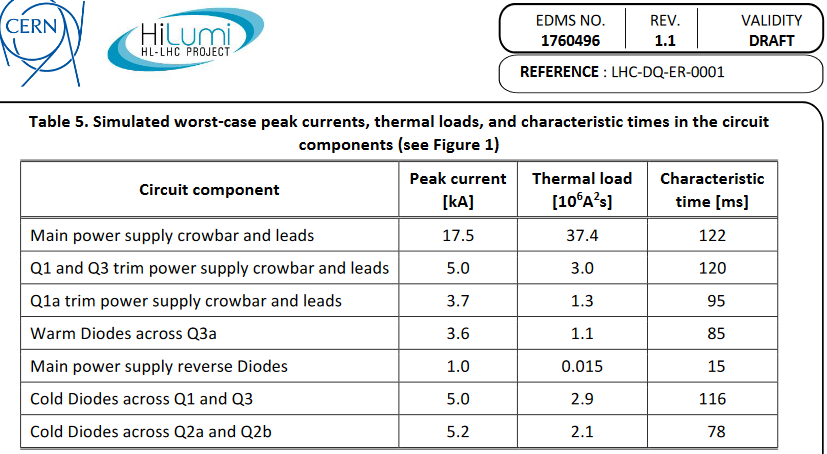 CERN
HiLumi
HL-LHC PROJECT
EDMS NO. REV. VALIDITY
1760496 1.1 DRAFT
REFERENCE : LHC-DQ-ER-0001
Table 5. Simulated worst-case peak currents, thermal loads, and characteristic times in the circuit
components (see Figure 1)
Circuit component Peak current [kA] Thermal load [10⁶A²s] Characteristic time [ms]
Main power supply crowbar and leads 17.5 37.4 122
Q1 and Q3 trim power supply crowbar and leads 5.0 3.0 120
Q1a trim power supply crowbar and leads 3.7 1.3 95
Warm Diodes across Q3a 3.6 1.1 85
Main power supply reverse Diodes 1.0 0.015 15
Cold Diodes across Q1 and Q3 5.0 2.9 116
Cold Diodes across Q2a and Q2b 5.2 2.1 78